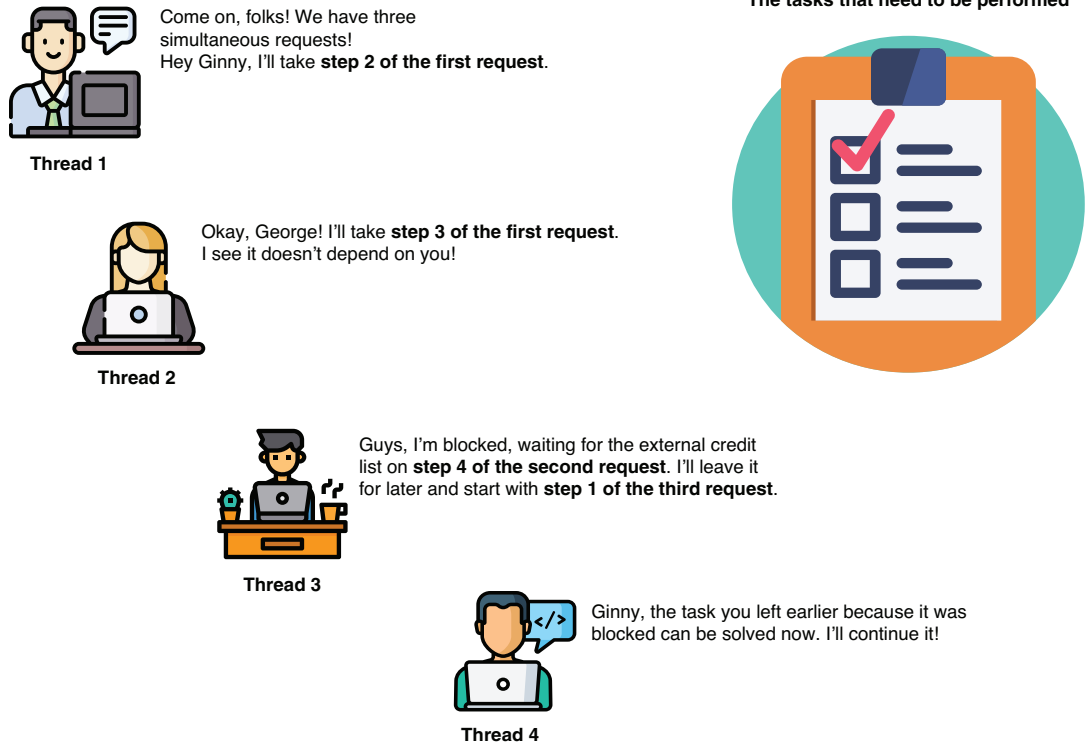 The tasks that need to be performed
Come on, folks! We have three
simultaneous requests!
Hey Ginny, I’ll take step 2 of the first request.
Thread 1
Okay, George! I’ll take step 3 of the first request.
I see it doesn’t depend on you!
Thread 2
Guys, I’m blocked, waiting for the external credit
list on step 4 of the second request. I’ll leave it
for later and start with step 1 of the third request.
Thread 3
</>
Ginny, the task you left earlier because it was
blocked can be solved now. I’ll continue it!
Thread 4